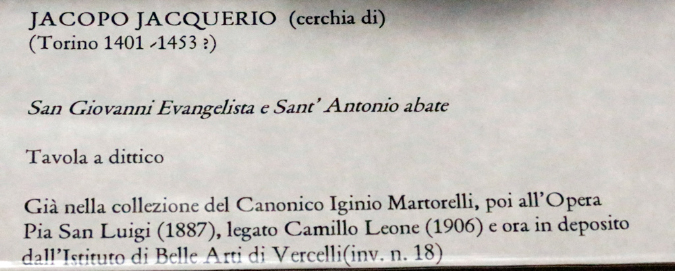 JACOPO JACQUERIO (cerchia di)
(Torino 1401 -1453 ?)
San Giovanni Evangelista e Sant' Antonio abate
Tavola a dittico
Già nella collezione del Canonico Iginio Martorelli, poi all'Opera
Pia San Luigi (1887), legato Camillo Leone (1906) e ora in deposito
dall'Istituto di Belle Arti di Vercelli(inv. n. 18)